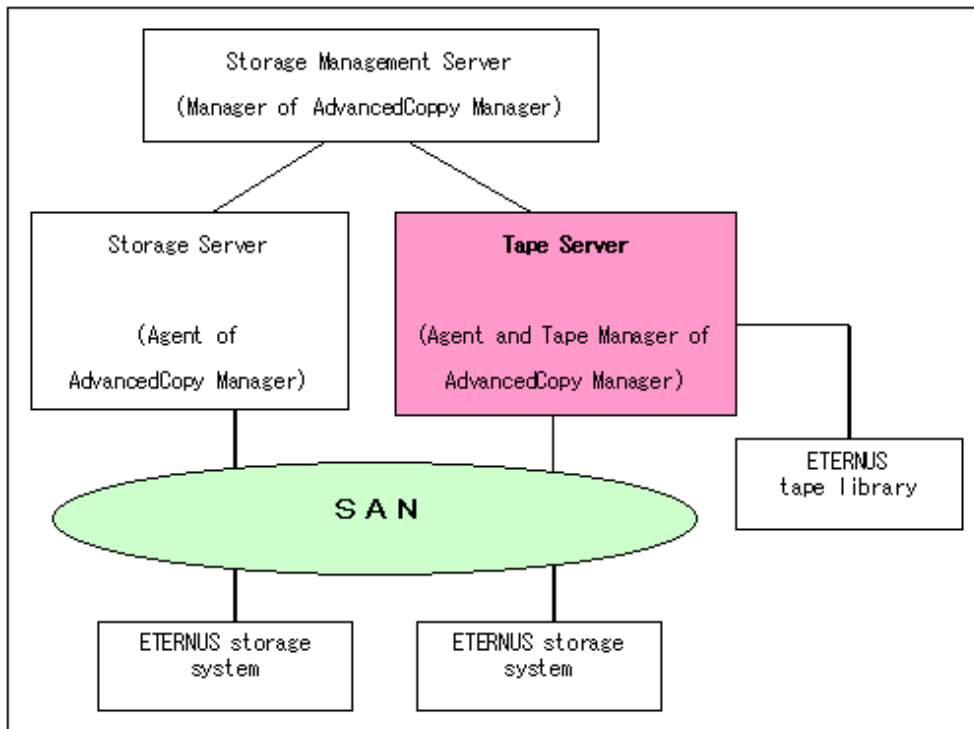 Storage Management Server
(Manager of AdvancedCoppy Manager)
Storage Server
(Agent of
AdvancedCopy Manager)
Tape Server
(Agent and Tape Manager of
AdvancedCopy Manager)
ETERNUS
tape library
SAN
ETERNUS storage
system
ETERNUS storage
system